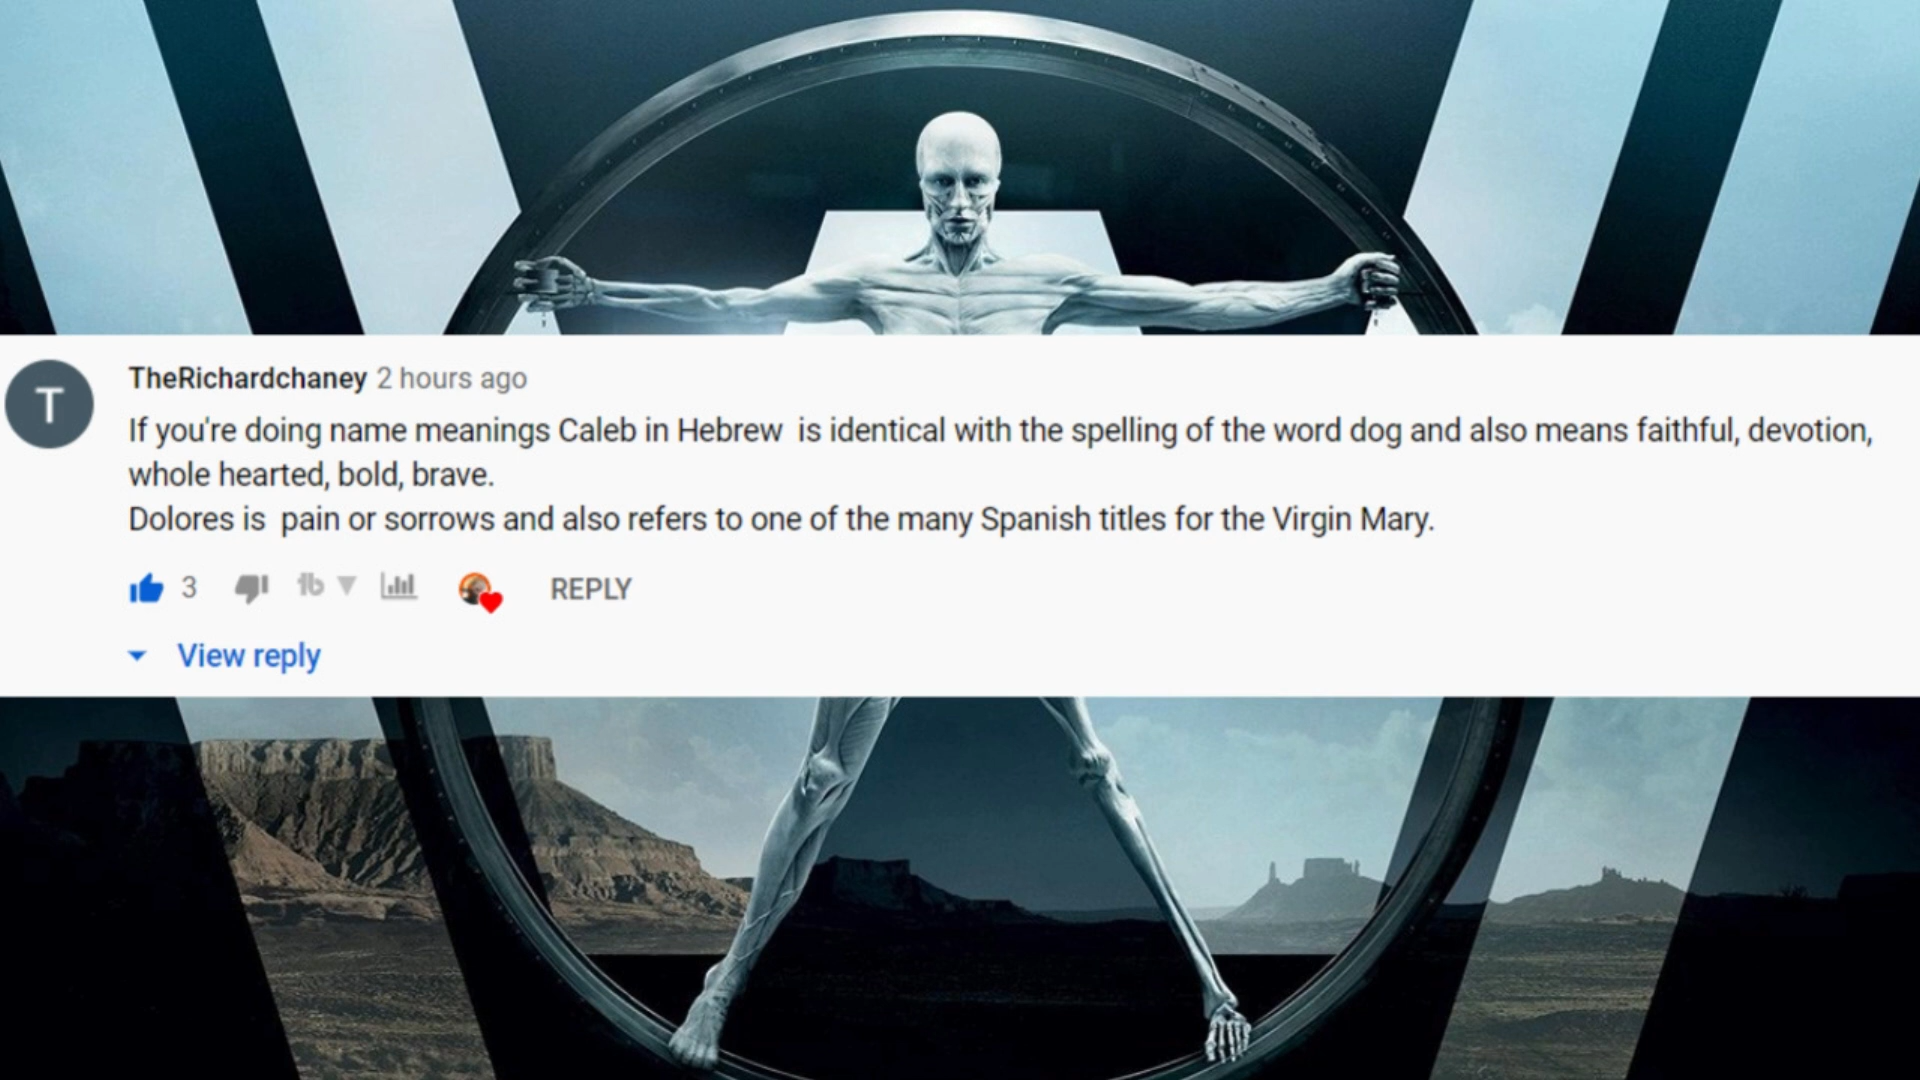 T
TheRichardchaney 2 hours ago
If you're doing name meanings Caleb in Hebrew  is identical with the spelling of the word dog and also means faithful, devotion,
whole hearted, bold, brave.
Dolores is  pain or sorrows and also refers to one of the many Spanish titles for the Virgin Mary.
3 tb REPLY
View reply